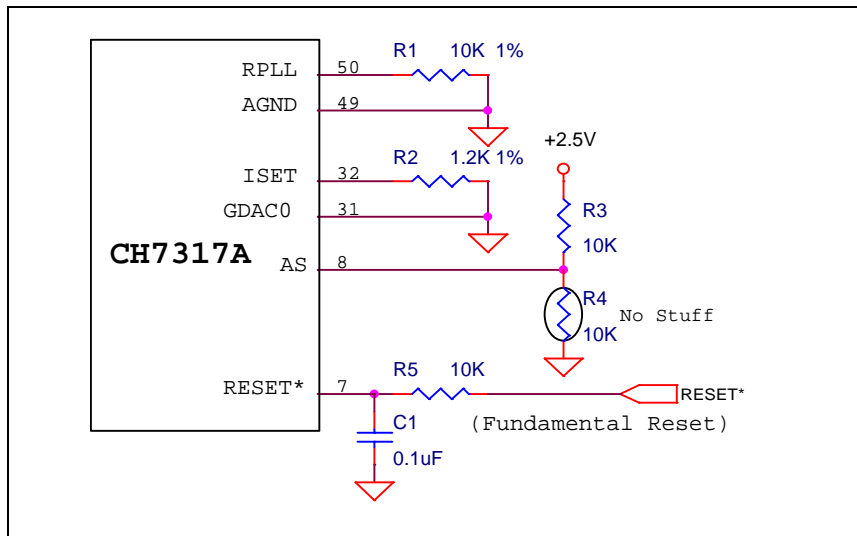 R1 10K 1%
RPLL 50
AGND 49
+2.5V
R2 1.2K 1%
ISET 32
GDAC0 31
R3
10K
CH7317A
AS 8
R4
10K
No Stuff
R5 10K
RESET* 7
RESET*
(Fundamental Reset)
C1
0.1uF